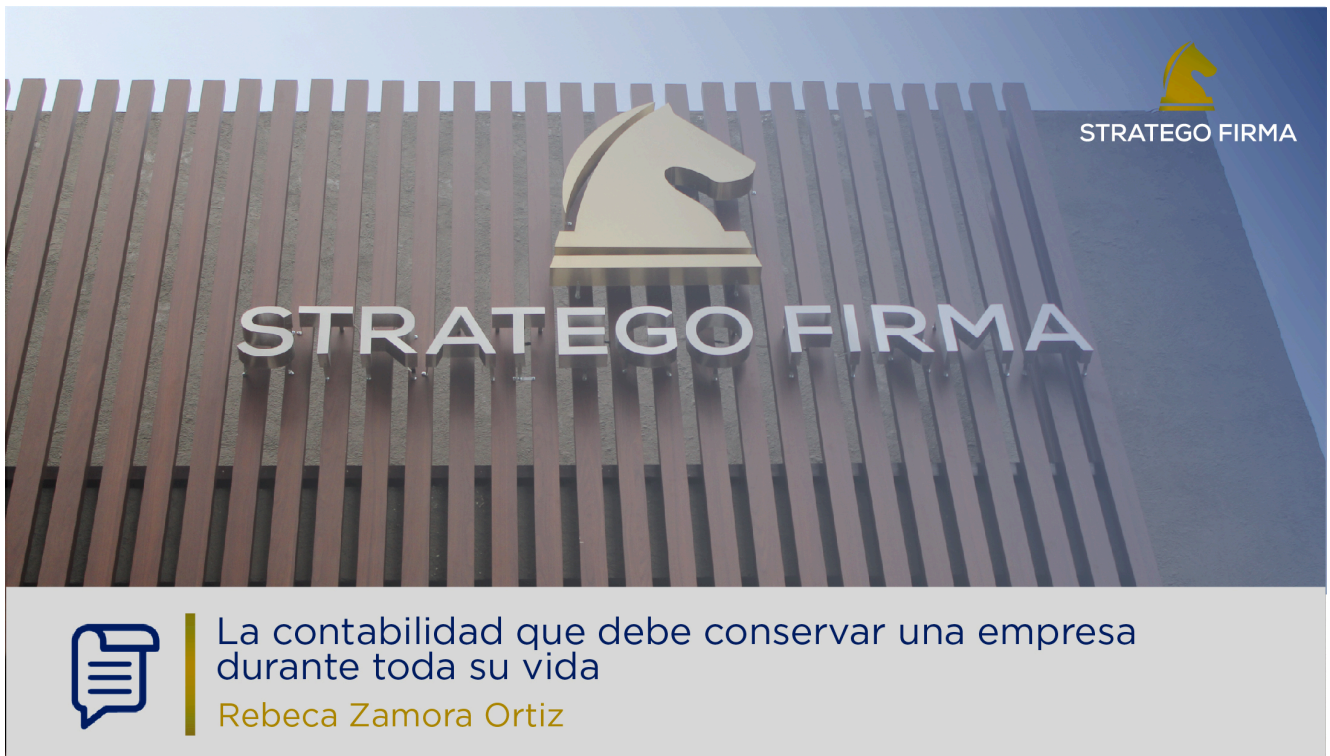 STRATEGO FIRMA
STRATEGO FIRMA
La contabilidad que debe conservar una empresa
durante toda su vida
Rebeca Zamora Ortiz